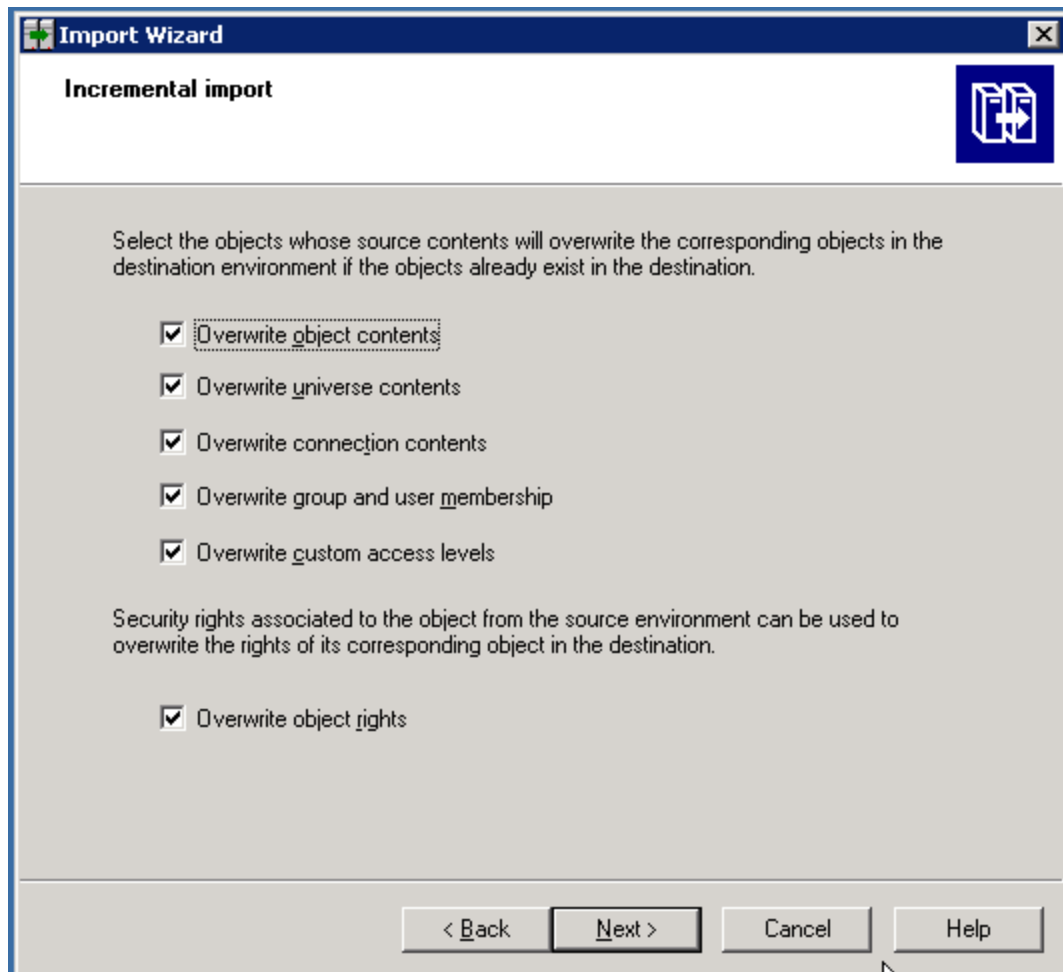 Import Wizard
Incremental import
Select the objects whose source contents will overwrite the corresponding objects in the
destination environment if the objects already exist in the destination.
Overwrite object contents
Overwrite universe contents
Overwrite connection contents
Overwrite group and user membership
Overwrite custom access levels
Security rights associated to the object from the source environment can be used to
overwrite the rights of its corresponding object in the destination.
Overwrite object rights
< Back Next > Cancel Help